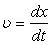 υ = dx/dt